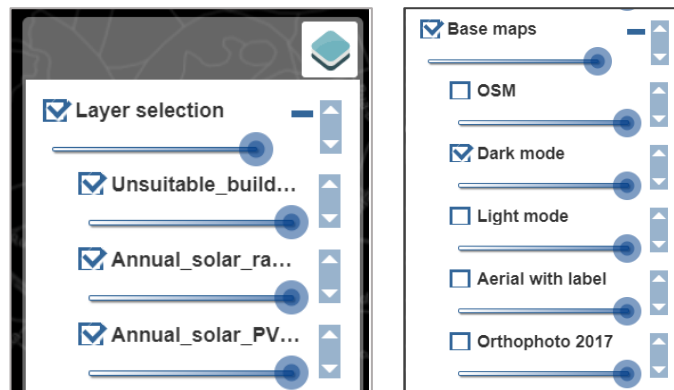 Layer selection
Unsuitable_build...
Annual_solar_ra...
Annual_solar_PV...
Base maps
OSM
Dark mode
Light mode
Aerial with label
Orthophoto 2017